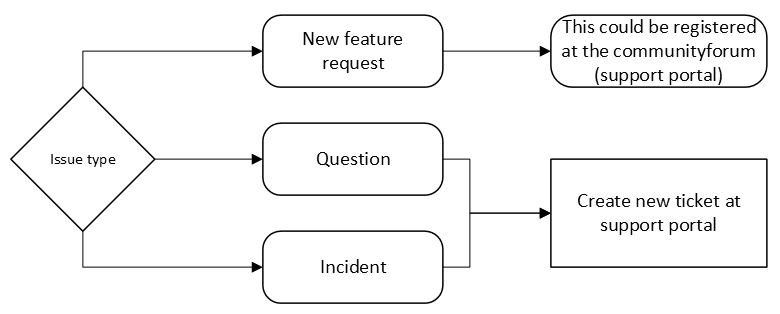 New feature
request
This could be registered
at the communityforum
(support portal)
Issue type
Question
Create new ticket at
support portal
Incident